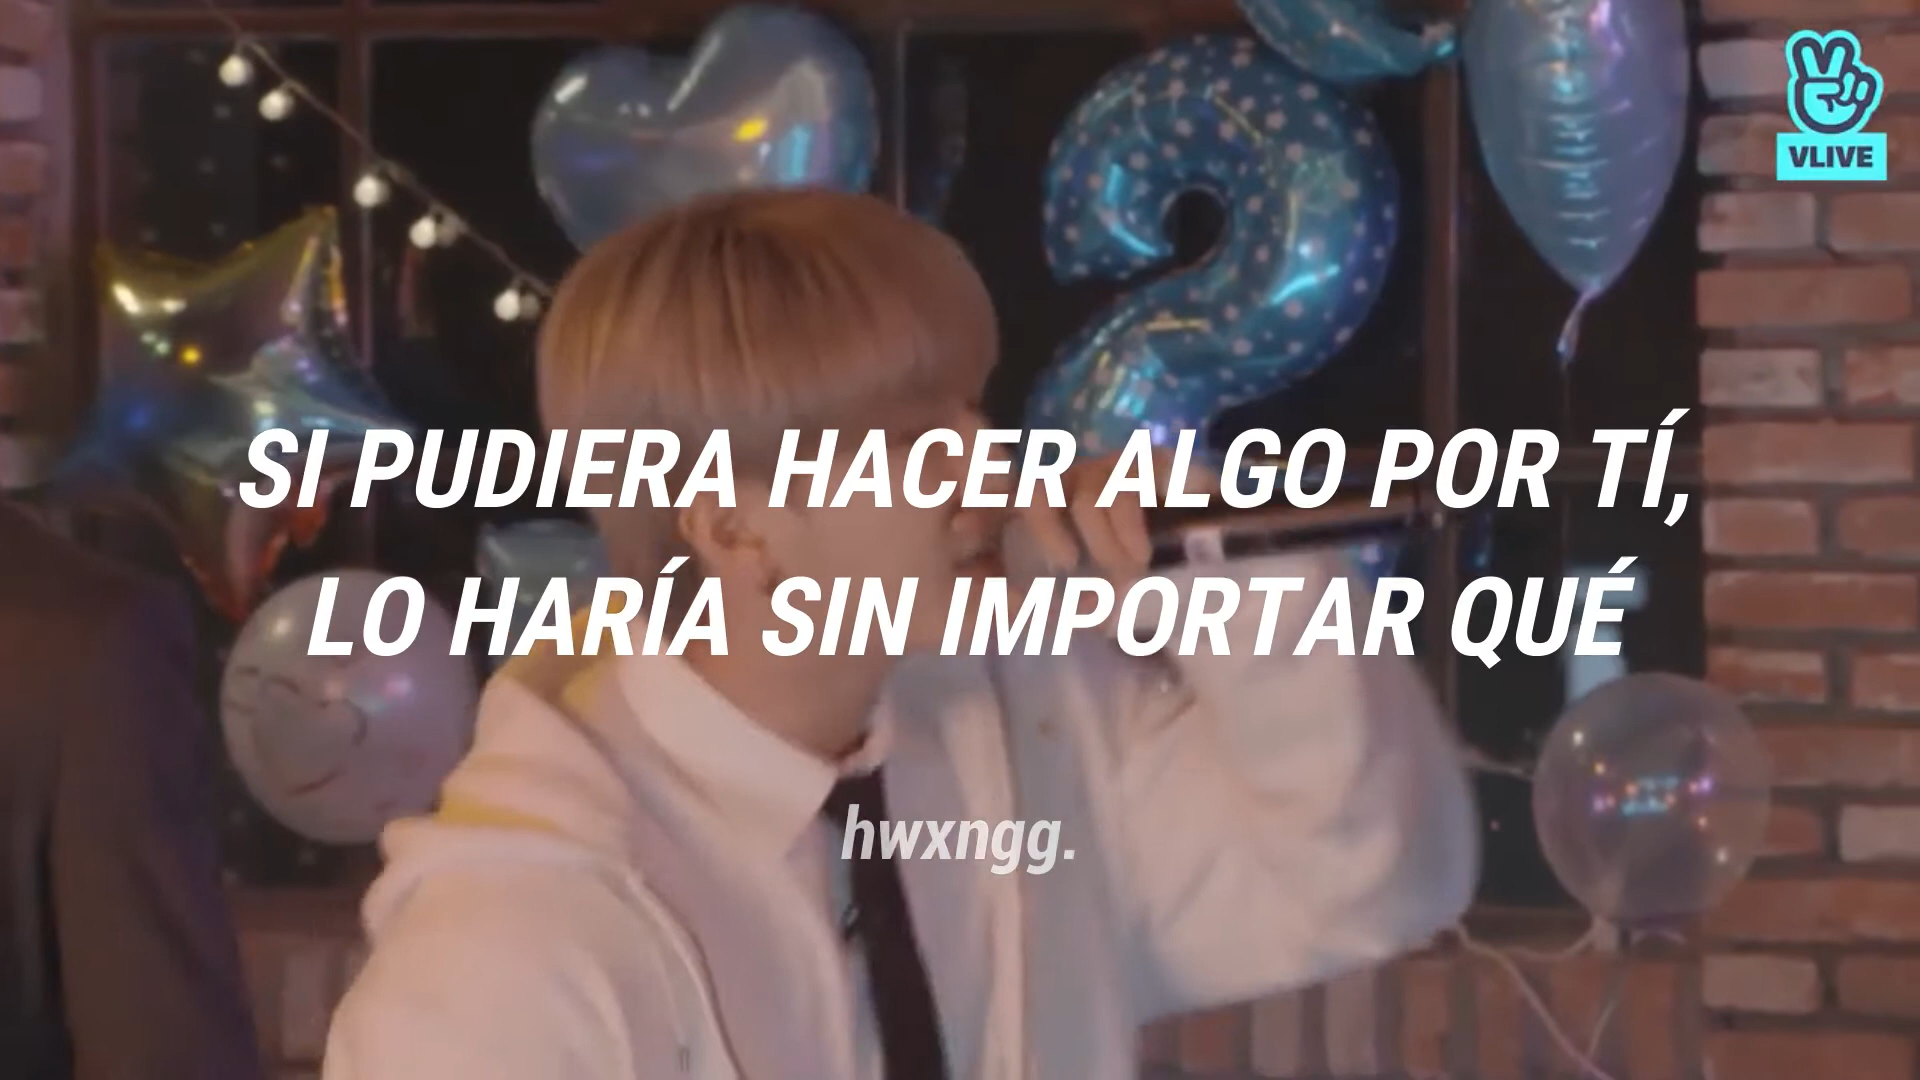 VLIVE
SI PUDIERA HACER ALGO POR TÍ,
LO HARÍA SIN IMPORTAR QUÉ
hwxngg.